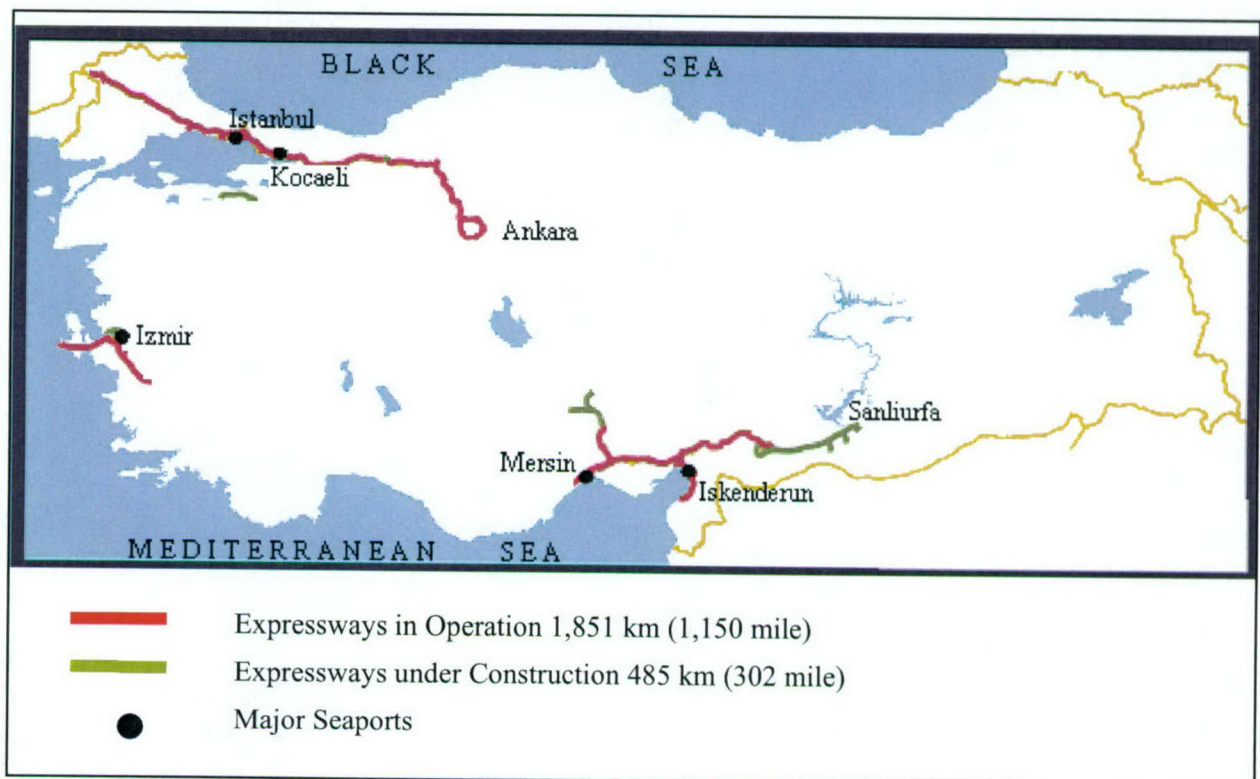 BLACK SEA
Istanbul
Kocaeli
Ankara
Izmir
Sanliurfa
Mersin
Iskenderun
MEDITERRANEAN SEA
Expressways in Operation 1,851 km (1,150 mile)
Expressways under Construction 485 km (302 mile)
Major Seaports